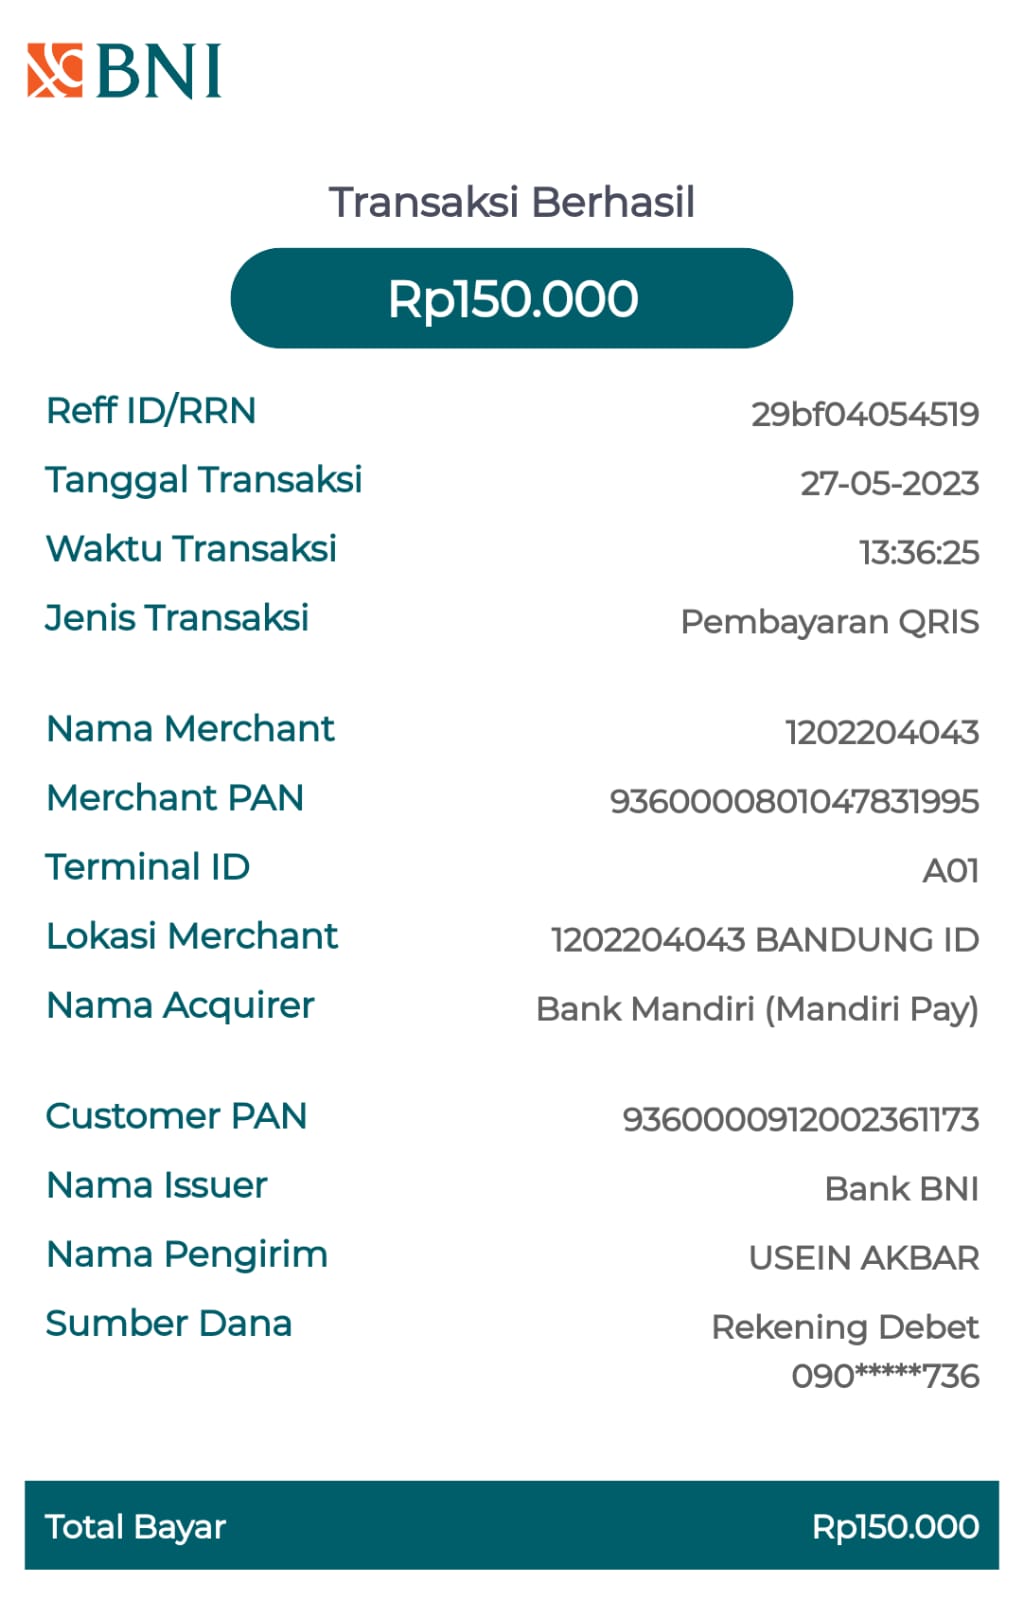 BNI
Transaksi Berhasil
Rp150.000
Reff ID/RRN 29bf04054519
Tanggal Transaksi 27-05-2023
Waktu Transaksi 13:36:25
Jenis Transaksi Pembayaran QRIS
Nama Merchant 1202204043
Merchant PAN 9360000801047831995
Terminal ID A01
Lokasi Merchant 1202204043 BANDUNG ID
Nama Acquirer Bank Mandiri (Mandiri Pay)
Customer PAN 9360000912002361173
Nama Issuer Bank BNI
Nama Pengirim USEIN AKBAR
Sumber Dana Rekening Debet
090*****736
Total Bayar Rp150.000